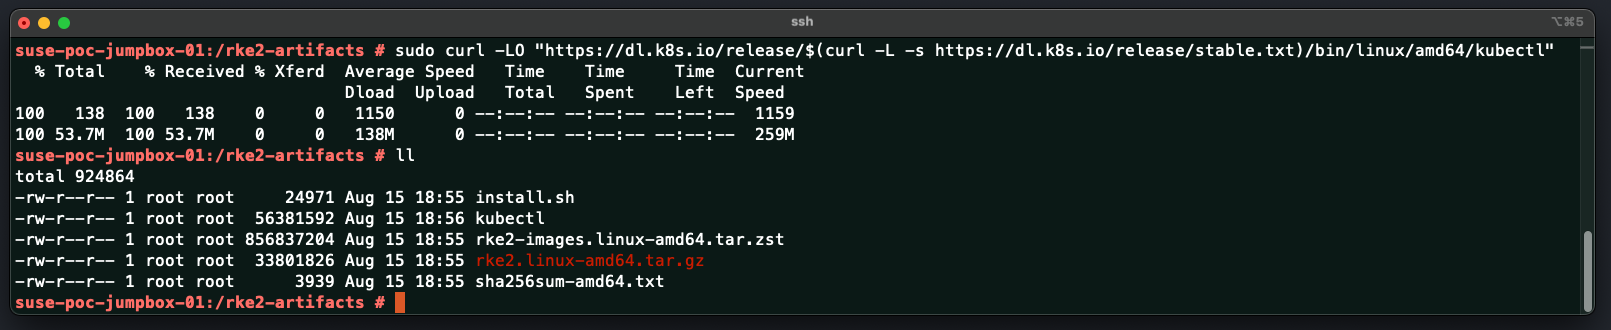 ssh
⌥⌘5
suse-poc-jumpbox-01:/rke2-artifacts # sudo curl -LO "https://dl.k8s.io/release/$(curl -L -s https://dl.k8s.io/release/stable.txt)/bin/linux/amd64/kubectl"
  % Total    % Received % Xferd  Average Speed   Time    Time     Time  Current
                                 Dload  Upload   Total   Spent    Left  Speed
100   138  100   138    0     0   1150      0 --:--:-- --:--:-- --:--:--  1159
100 53.7M  100 53.7M    0     0   138M      0 --:--:-- --:--:-- --:--:--  259M
suse-poc-jumpbox-01:/rke2-artifacts # ll
total 924864
-rw-r--r-- 1 root root     24971 Aug 15 18:55 install.sh
-rw-r--r-- 1 root root  56381592 Aug 15 18:56 kubectl
-rw-r--r-- 1 root root 856837204 Aug 15 18:55 rke2-images.linux-amd64.tar.zst
-rw-r--r-- 1 root root  33801826 Aug 15 18:55 rke2.linux-amd64.tar.gz
-rw-r--r-- 1 root root      3939 Aug 15 18:55 sha256sum-amd64.txt
suse-poc-jumpbox-01:/rke2-artifacts #